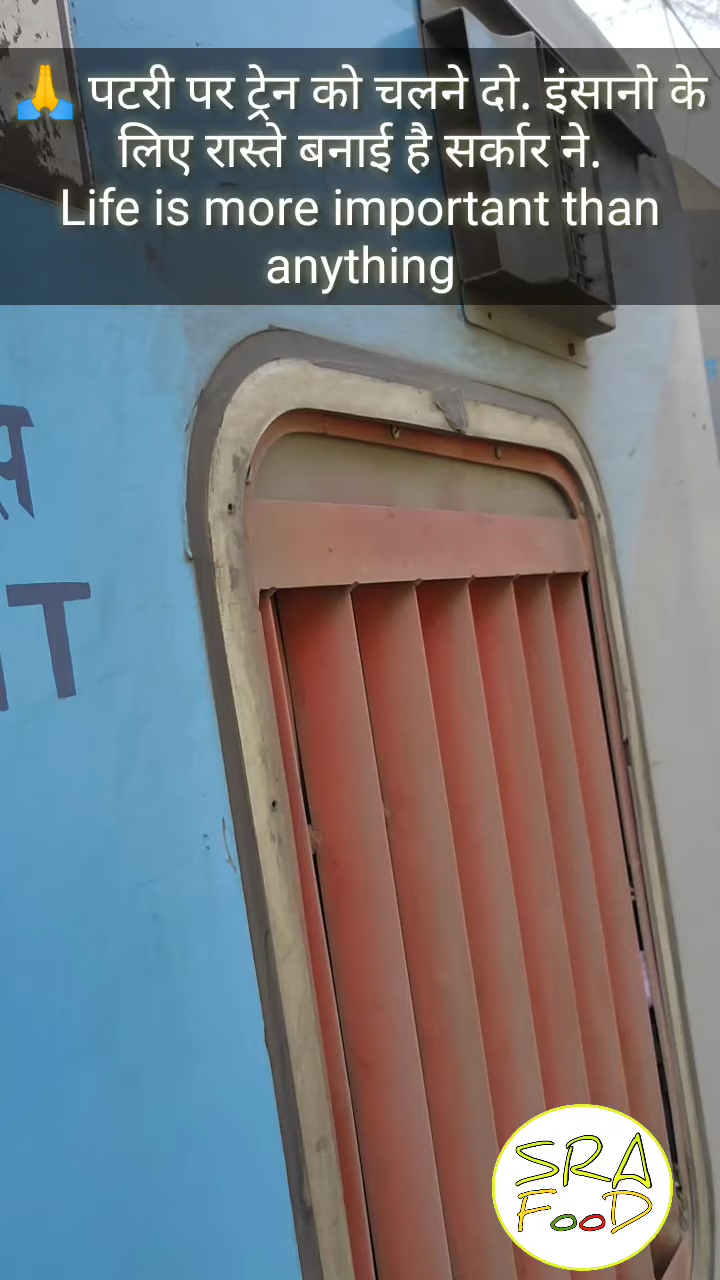 🙏 पटरी पर ट्रेन को चलने दो. इंसानो के
लिए रास्ते बनाई है सर्कार ने.
Life is more important than
anything
T
SRA
FooD